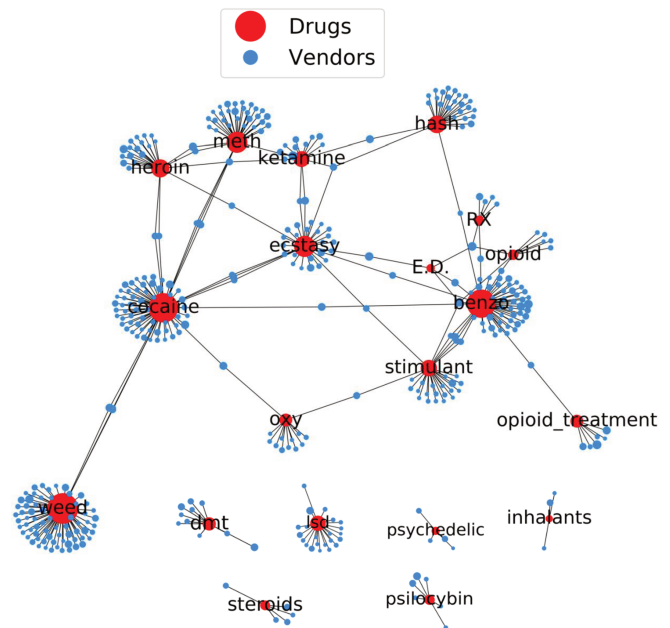 Drugs
Vendors
hash
meth
ketamine
heroin
RX
ecstasy
opioid
E.D.
cocaine
benzo
stimulant
oxy
opioid_treatment
weed
dmt
lsd
psychedelic
inhalants
steroids
psilocybin